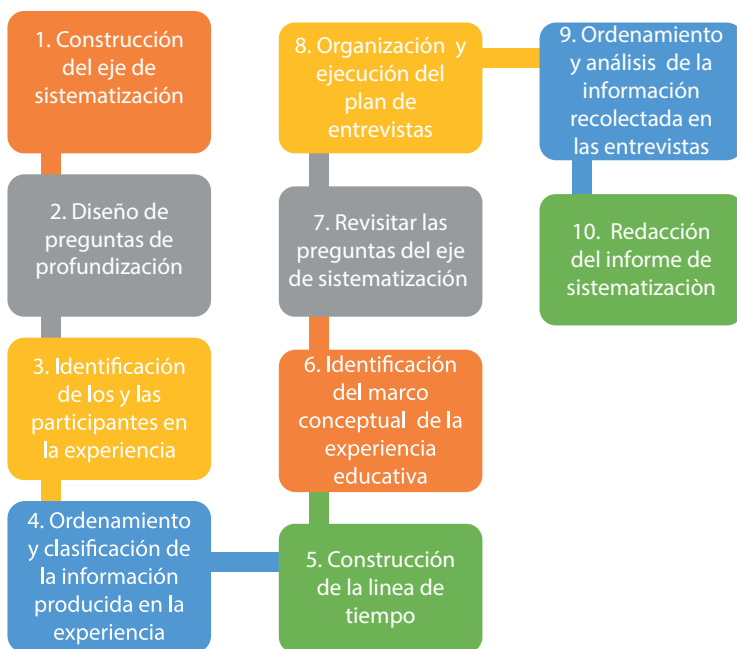 1. Construcción
del eje de
sistematización
2. Diseño de
preguntas de
profundización
3. Identificación
de los y las
participantes en
la experiencia
4. Ordenamiento
y clasificación de
la información
producida en la
experiencia
5. Construcción
de la linea de
tiempo
6. Identificación
del marco
conceptual de la
experiencia
educativa
7. Revisitar las
preguntas del eje
de sistematización
8. Organización y
ejecución del
plan de
entrevistas
9. Ordenamiento
y análisis de la
información
recolectada en
las entrevistas
10. Redacción
del informe de
sistematizaciòn